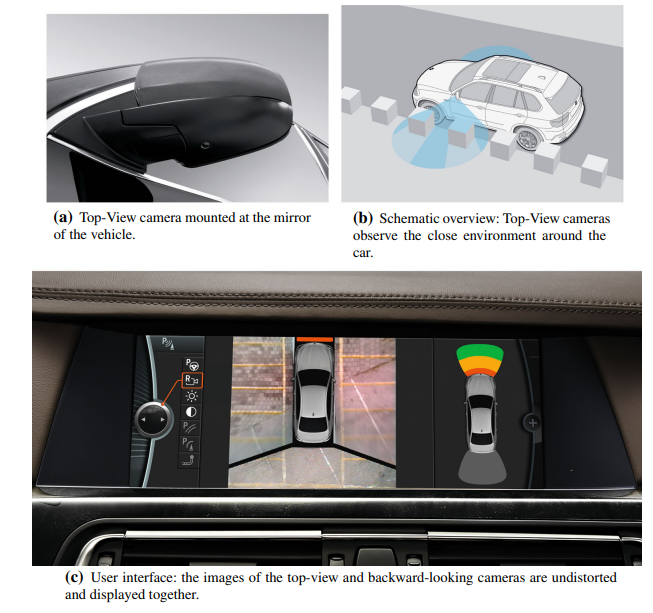 (a) Top-View camera mounted at the mirror
of the vehicle.
(b) Schematic overview: Top-View cameras
observe the close environment around the
car.
P
P
R
P
P
(c) User interface: the images of the top-view and backward-looking cameras are undistorted
and displayed together.